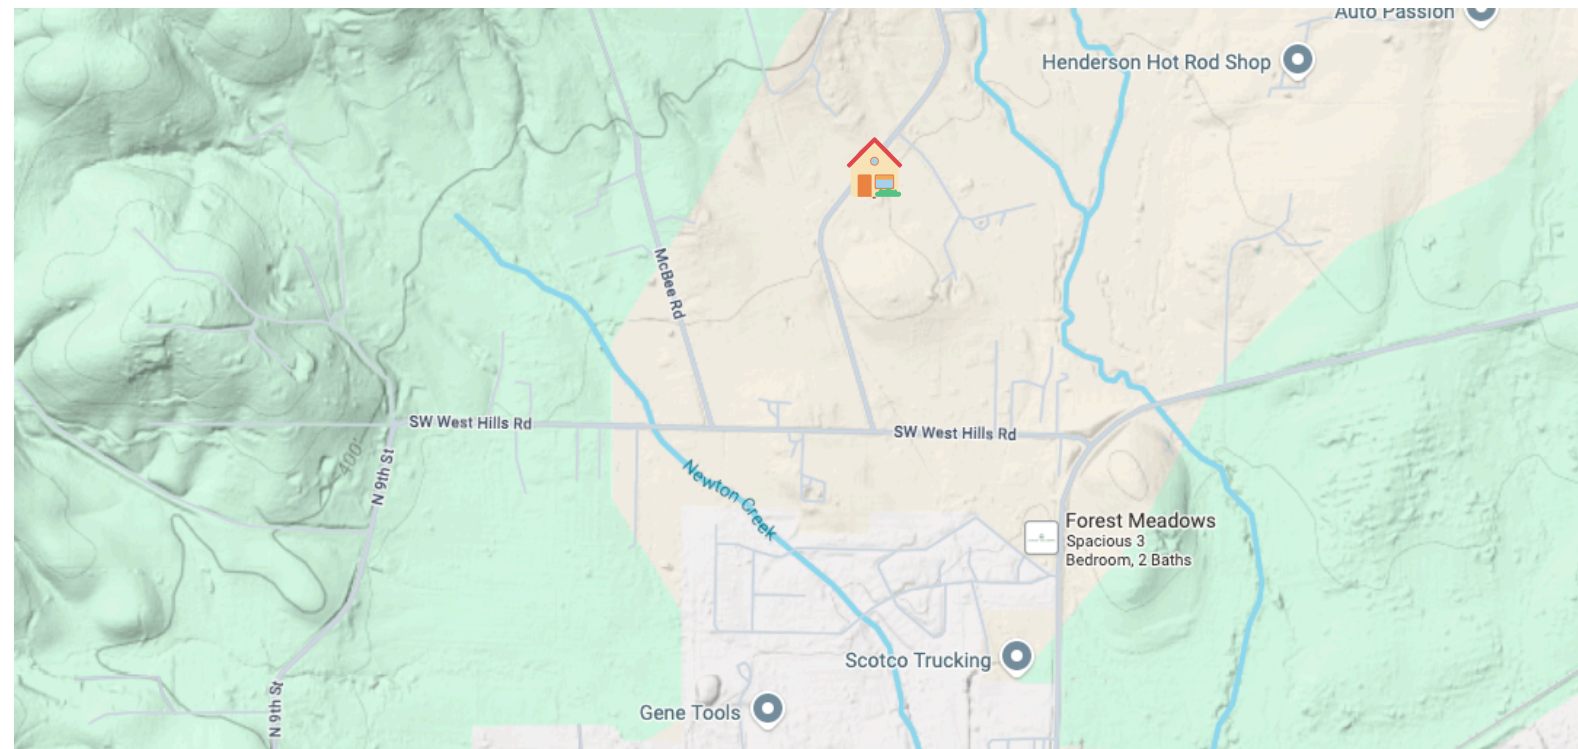 Auto Passion
Henderson Hot Rod Shop
McBee Rd
SW West Hills Rd
SW West Hills Rd
400'
N 9th St
Newton Creek
Forest Meadows
Spacious 3
Bedroom, 2 Baths
Scotco Trucking
N 9th St
Gene Tools